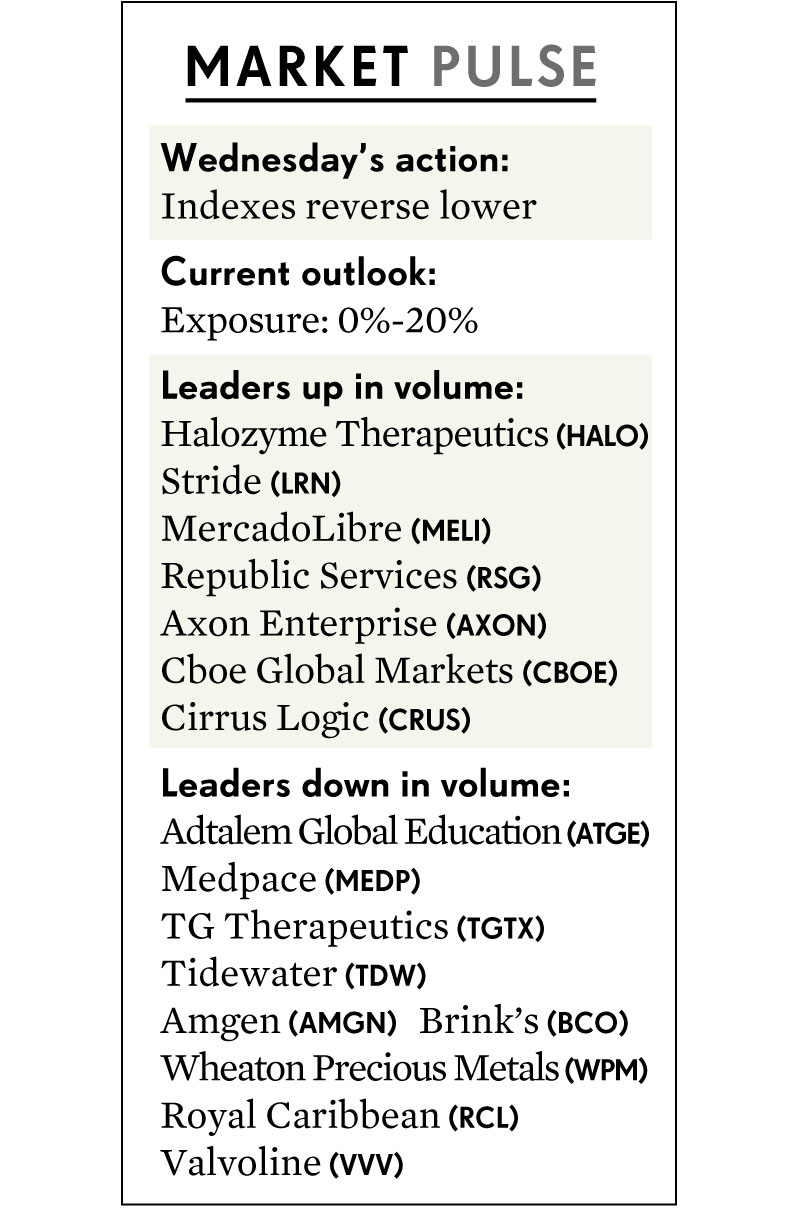 MARKET PULSE
Wednesday’s action:
Indexes reverse lower
Current outlook:
Exposure: 0%-20%
Leaders up in volume:
Halozyme Therapeutics (HALO)
Stride (LRN)
MercadoLibre (MELI)
Republic Services (RSG)
Axon Enterprise (AXON)
Cboe Global Markets (CBOE)
Cirrus Logic (CRUS)
Leaders down in volume:
Adtalem Global Education (ATGE)
Medpace (MEDP)
TG Therapeutics (TGTX)
Tidewater (TDW)
Amgen (AMGN) Brink’s (BCO)
Wheaton Precious Metals (WPM)
Royal Caribbean (RCL)
Valvoline (VVV)